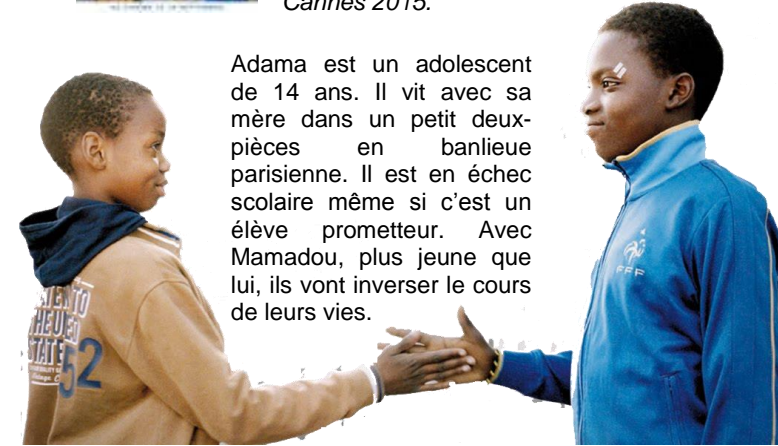 Cannes 2015.
Adama est un adolescent
de 14 ans. Il vit avec sa
mère dans un petit deux-
pièces en banlieue
parisienne. Il est en échec
scolaire même si c’est un
élève prometteur. Avec
Mamadou, plus jeune que
lui, ils vont inverser le cours
de leurs vies.
FFF
THE
STATE
52